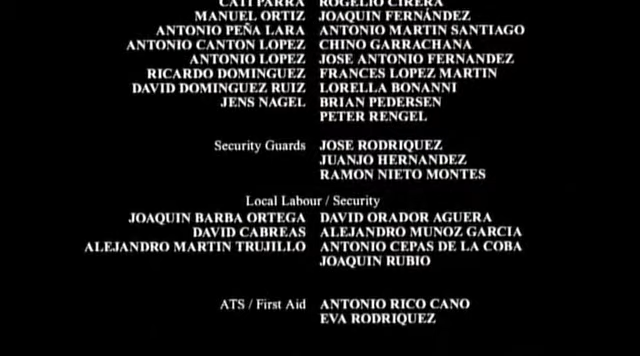 CATI PARRA ROGELIO CIRERA
MANUEL ORTIZ JOAQUIN FERNÁNDEZ
ANTONIO PEÑA LARA ANTONIO MARTIN SANTIAGO
ANTONIO CANTON LOPEZ CHINO GARRACHANA
ANTONIO LOPEZ JOSE ANTONIO FERNANDEZ
RICARDO DOMINGUEZ FRANCES LOPEZ MARTIN
DAVID DOMINGUEZ RUIZ LORELLA BONANNI
JENS NAGEL BRIAN PEDERSEN
PETER RENGEL
Security Guards JOSE RODRIQUEZ
JUANJO HERNANDEZ
RAMON NIETO MONTES
Local Labour / Security
JOAQUIN BARBA ORTEGA DAVID ORADOR AGUERA
DAVID CABREAS ALEJANDRO MUNOZ GARCIA
ALEJANDRO MARTIN TRUJILLO ANTONIO CEPAS DE LA COBA
JOAQUIN RUBIO
ATS / First Aid ANTONIO RICO CANO
EVA RODRIQUEZ